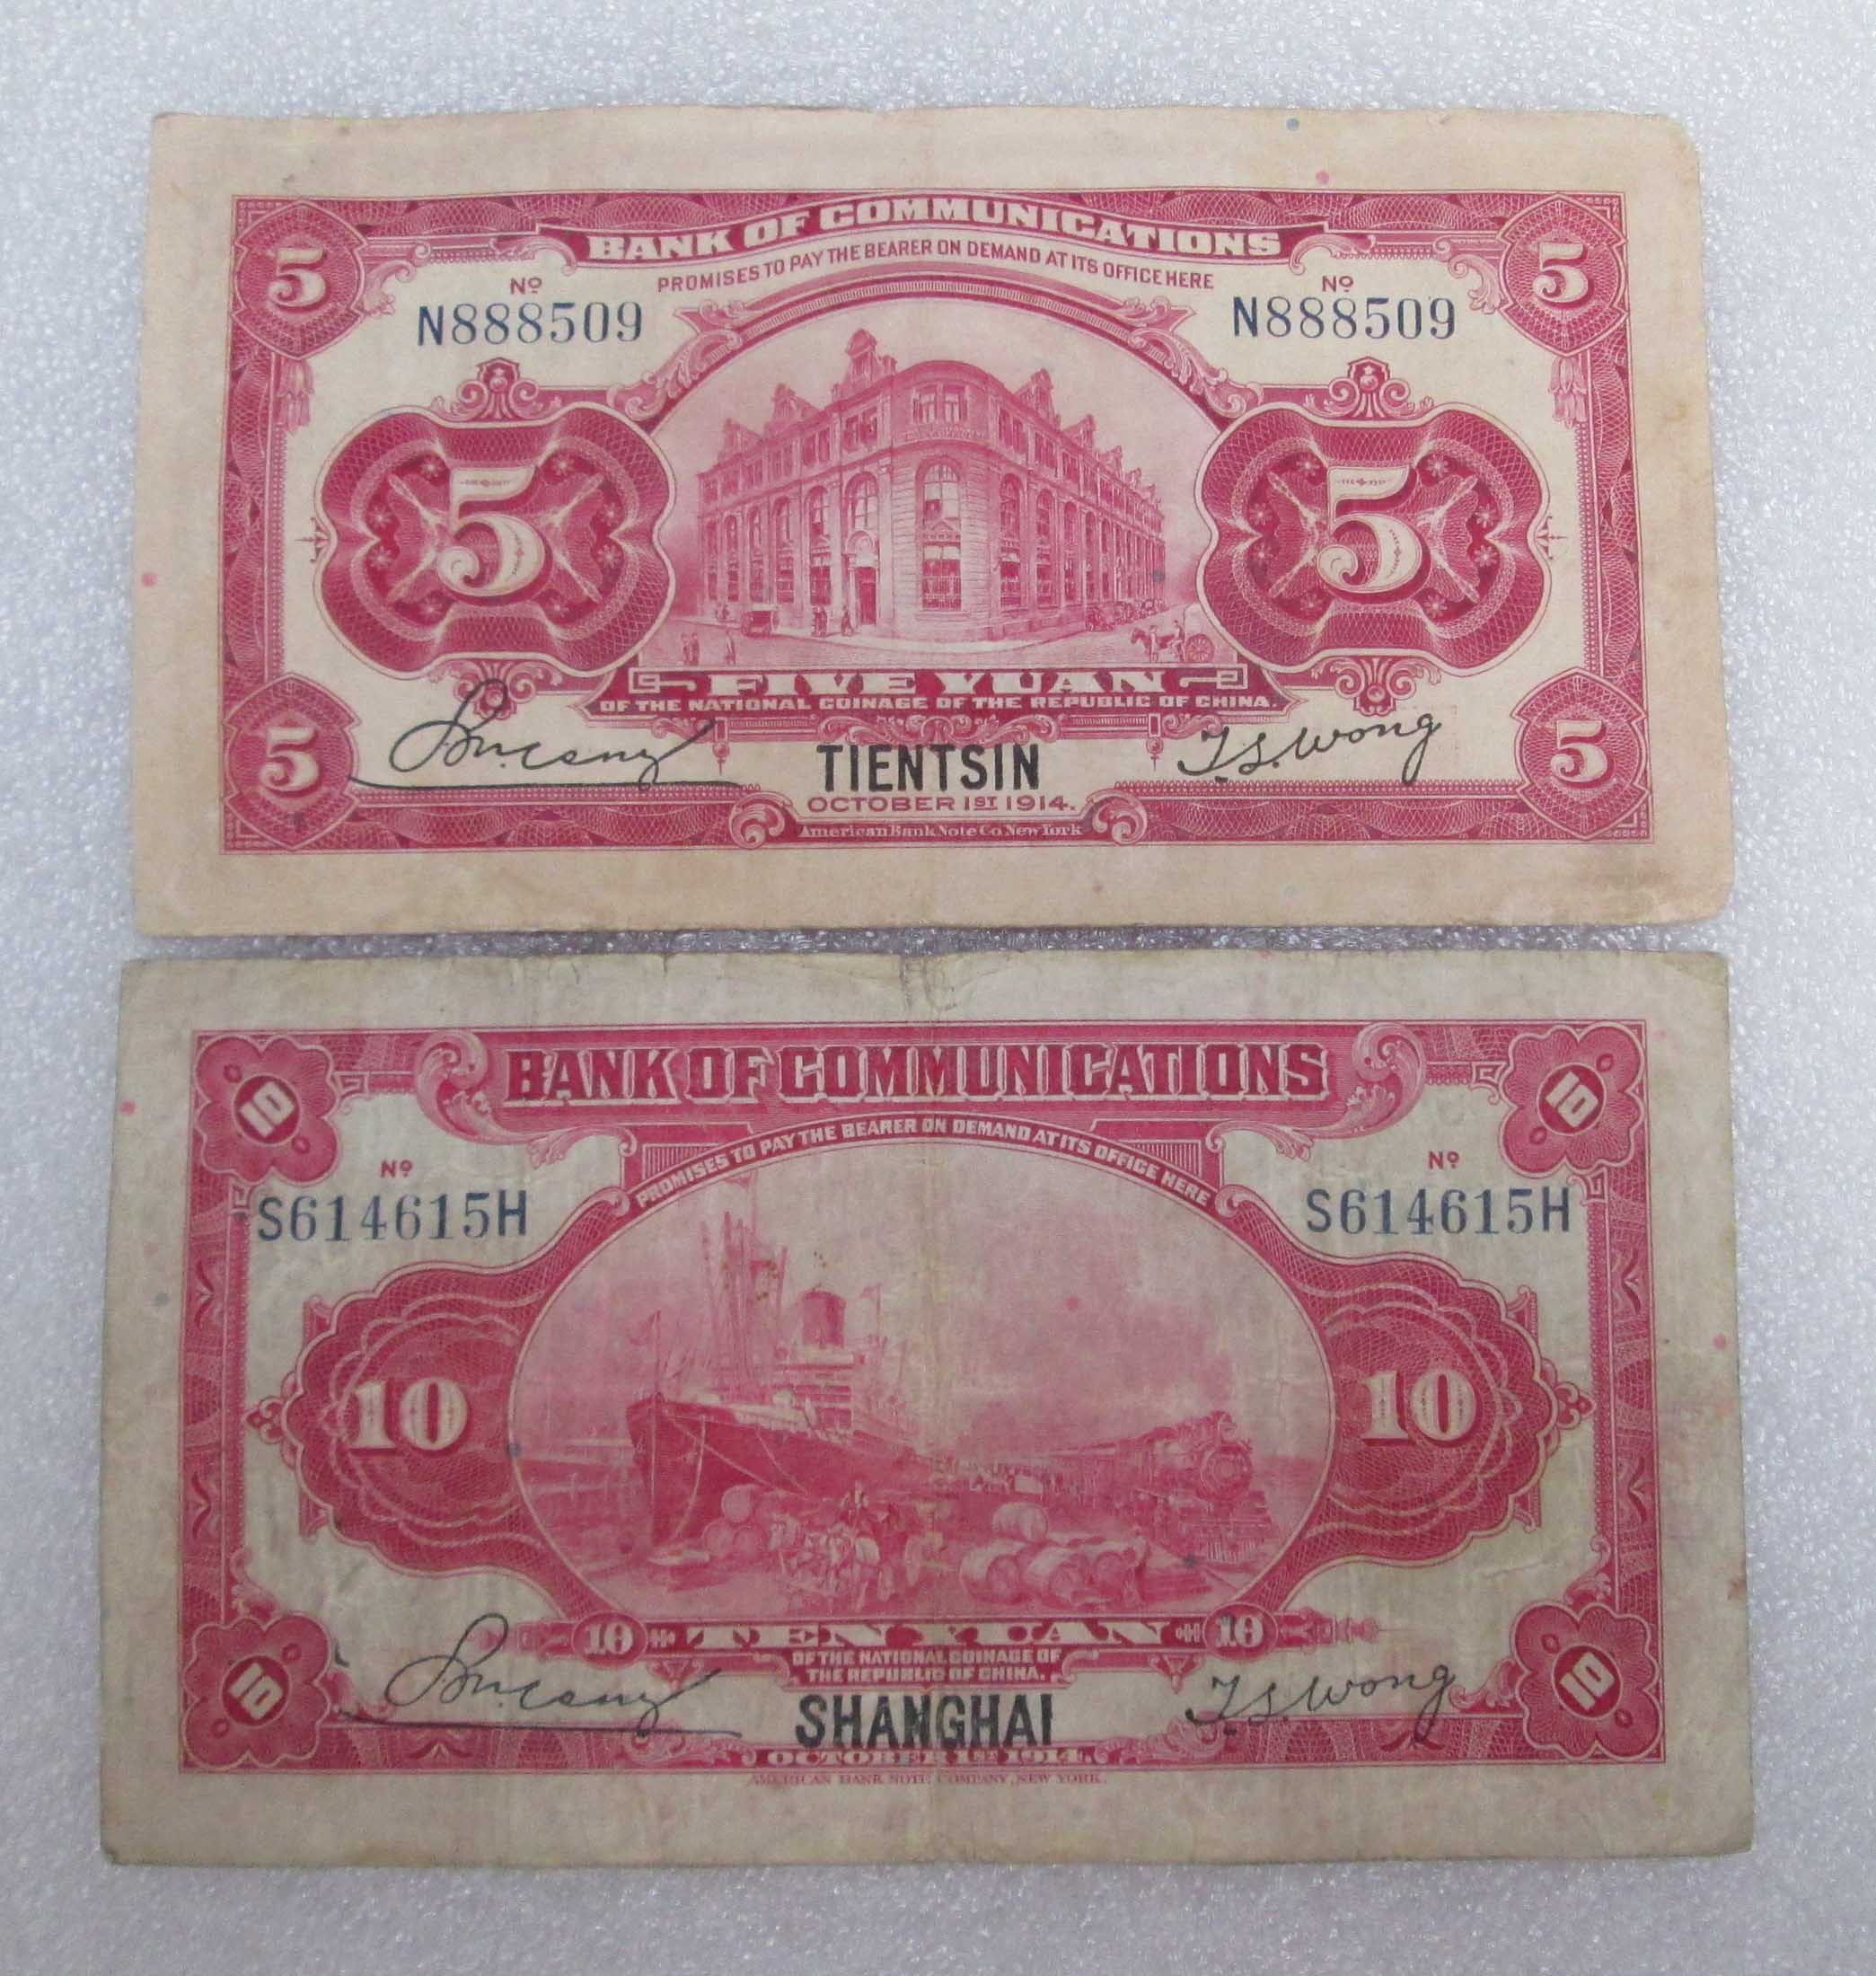 BANK OF COMMUNICATIONS
PROMISES TO PAY THE BEARER ON DEMAND AT ITS OFFICE HERE
5 5
Nº Nº
N888509 N888509
5 5
FIVE YUAN
OF THE NATIONAL COINAGE OF THE REPUBLIC OF CHINA.
T.S. Wong
5 TIENTSIN 5
OCTOBER 1ST 1914.
American Bank Note Co. New York
BANK OF COMMUNICATIONS
10 10
PROMISES TO PAY THE BEARER ON DEMAND AT ITS OFFICE HERE
Nº Nº
S614615H S614615H
10 10
10 TEN YUAN 10
OF THE NATIONAL COINAGE OF
THE REPUBLIC OF CHINA.
10 10
T.S. Wong
SHANGHAI
OCTOBER 1ST 1914.
AMERICAN BANK NOTE COMPANY, NEW YORK.